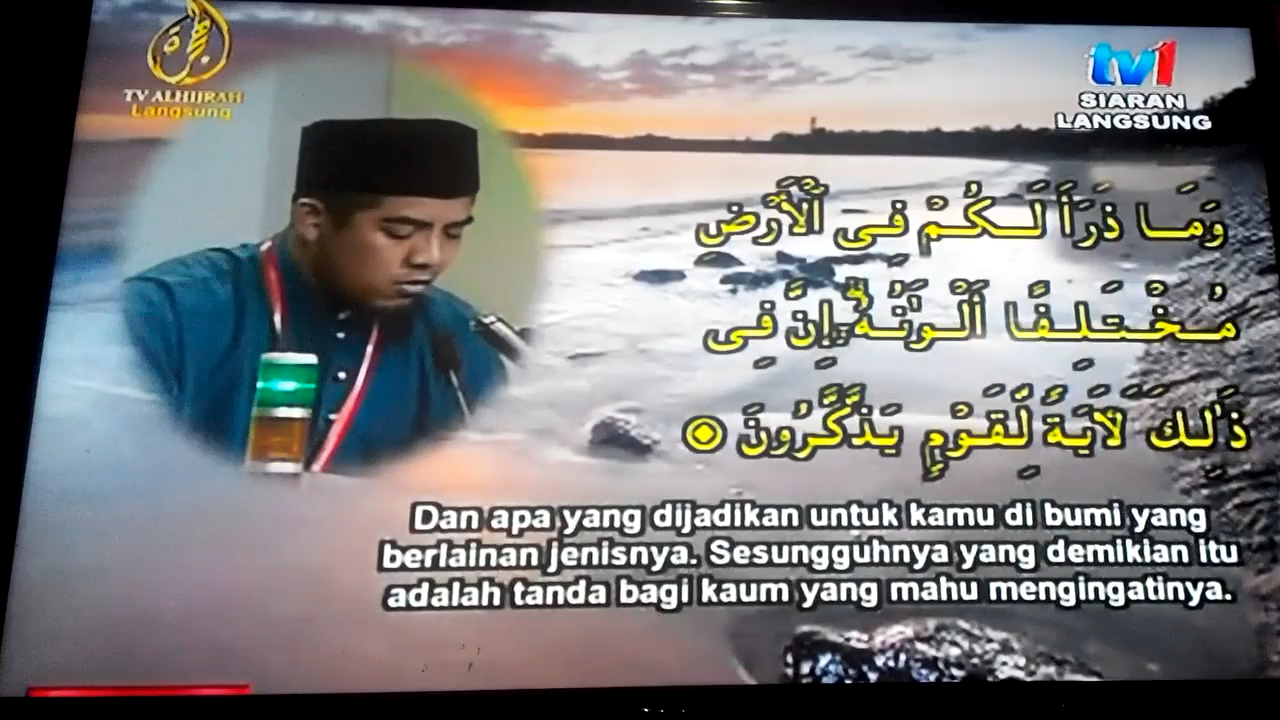 هجرة
TV ALHIJRAH
Langsung
tv1
SIARAN
LANGSUNG
وَمَا ذَرَأَ لَكُمْ فِى ٱلْأَرْضِ
مُخْتَلِفًا أَلْوَٰنُهُۥٓ ۗ إِنَّ فِى
ذَٰلِكَ لَـَٔايَةً لِّقَوْمٍ يَذَّكَّرُونَ
Dan apa yang dijadikan untuk kamu di bumi yang
berlainan jenisnya. Sesungguhnya yang demikian itu
adalah tanda bagi kaum yang mahu mengingatinya.